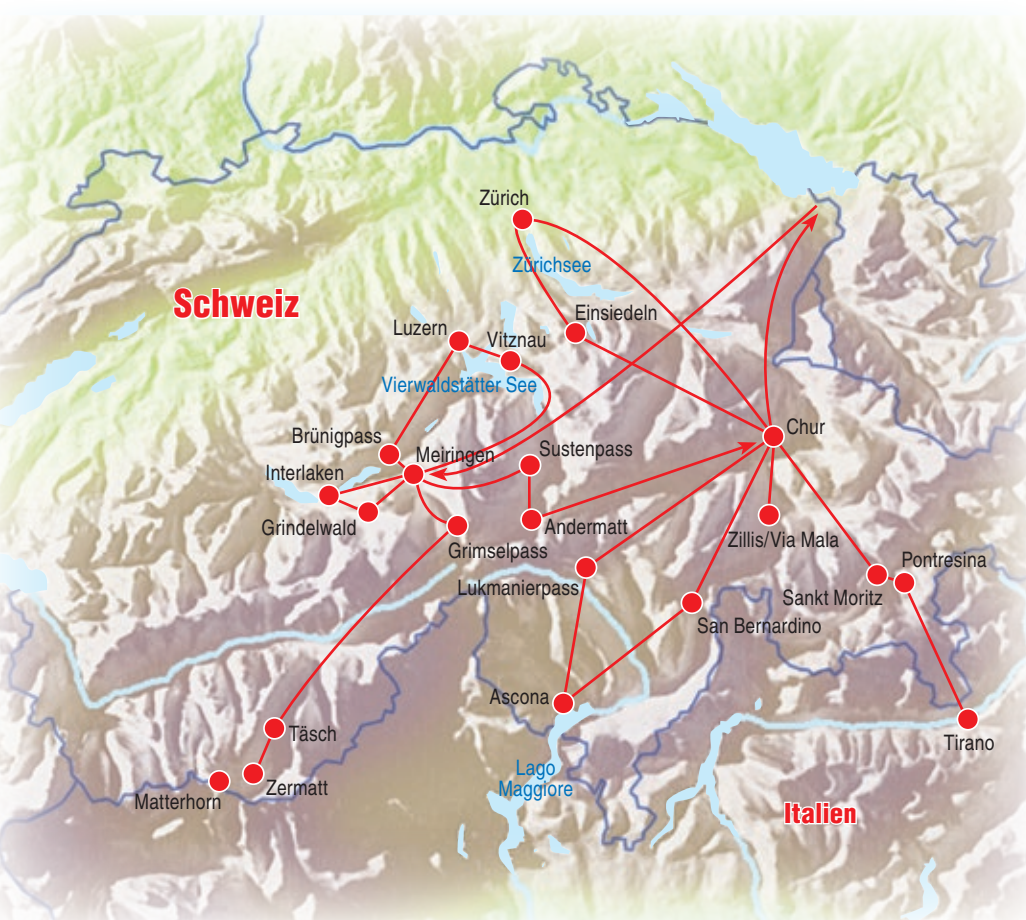 Zürich
Zürichsee
Schweiz
Einsiedeln
Luzern
Vitznau
Vierwaldstätter See
Chur
Brünigpass
Meiringen
Sustenpass
Interlaken
Grindelwald
Andermatt
Zillis/Via Mala
Grimselpass
Pontresina
Lukmanierpass
Sankt Moritz
San Bernardino
Ascona
Täsch
Tirano
Lago
Maggiore
Zermatt
Matterhorn
Italien